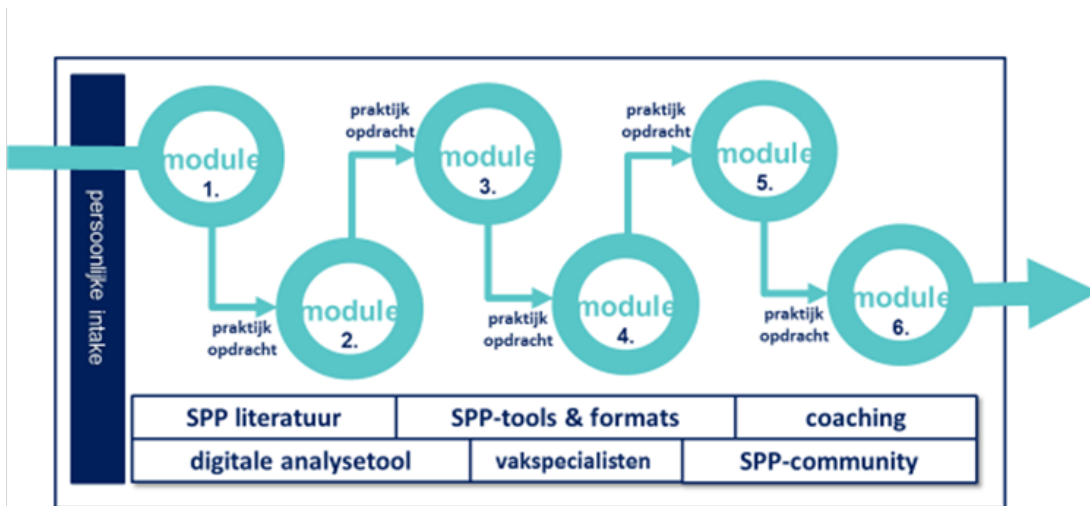 persoonlijke intake
module
1.
praktijk
opdracht
module
2.
praktijk
opdracht
module
3.
praktijk
opdracht
module
4.
praktijk
opdracht
module
5.
praktijk
opdracht
module
6.
SPP literatuur
SPP-tools & formats
coaching
digitale analysetool
vakspecialisten
SPP-community